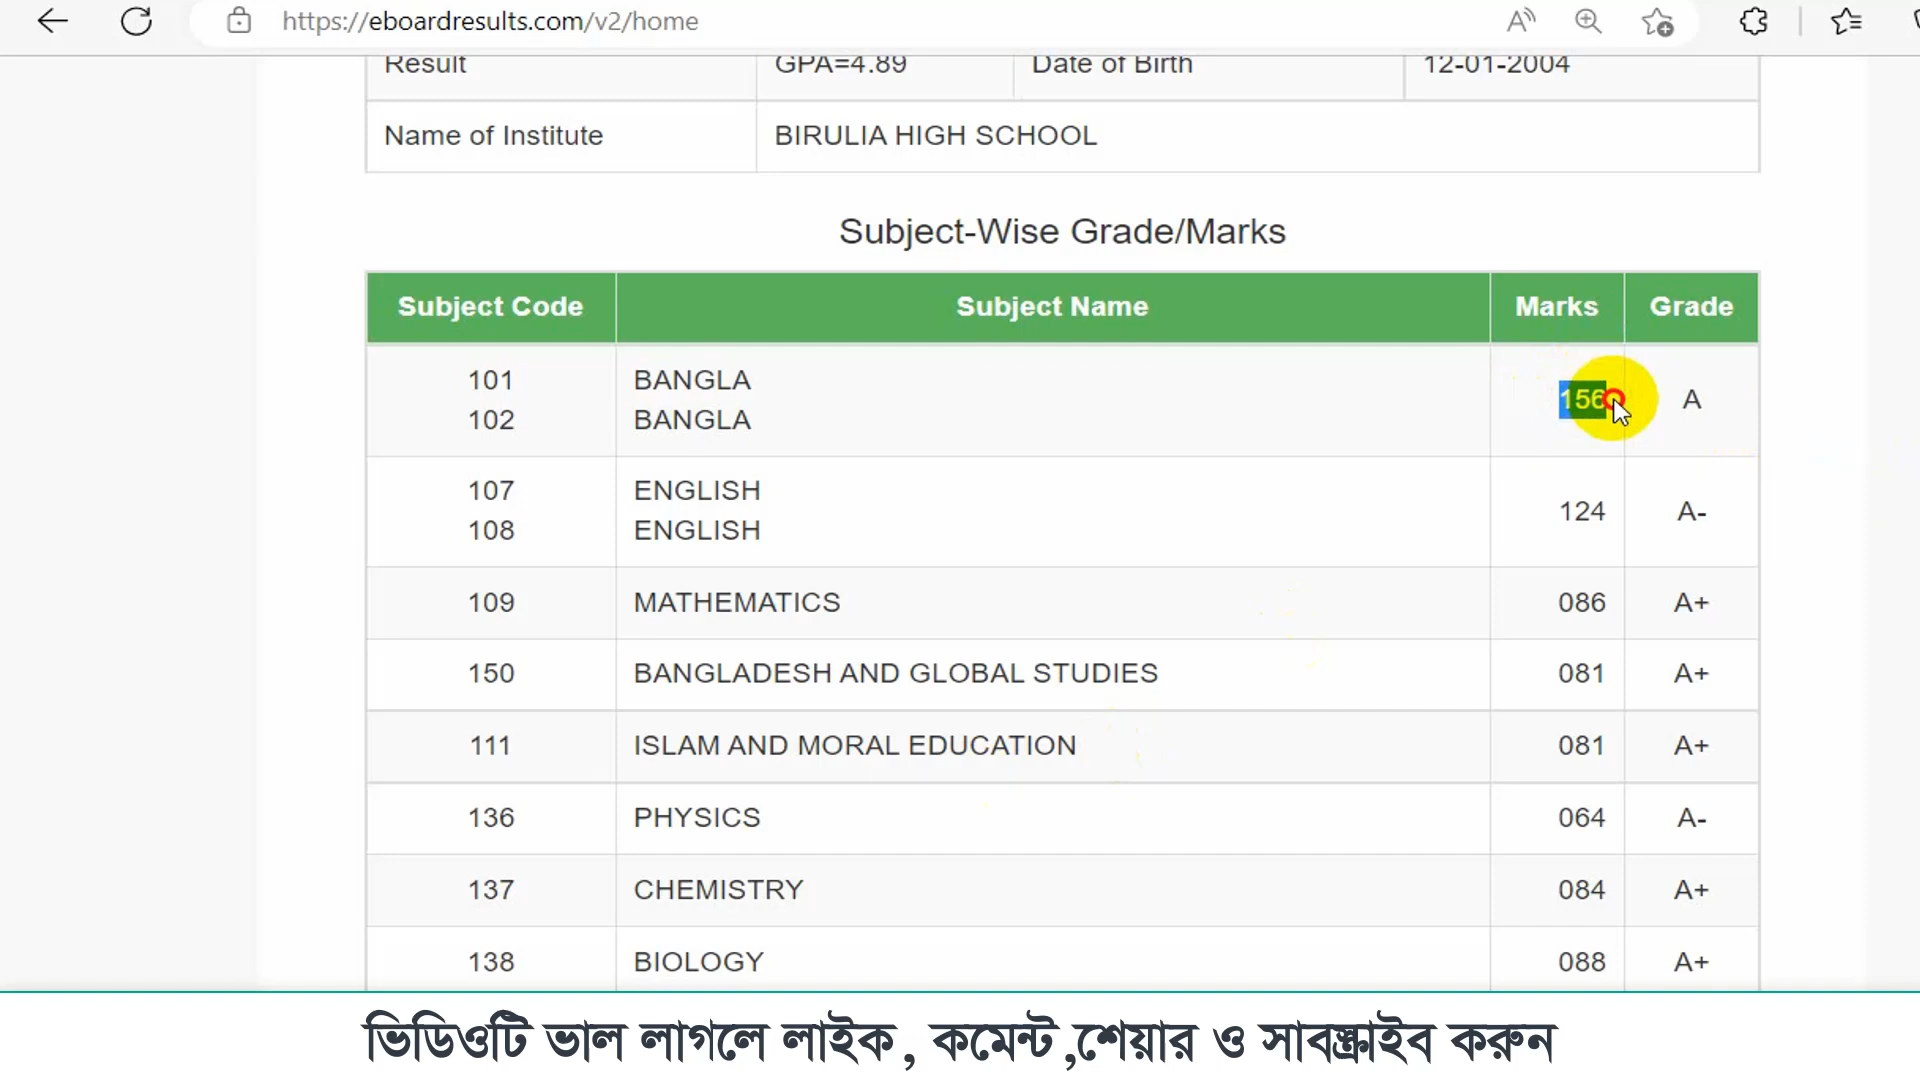 https://eboardresults.com/v2/home
Result GPA=4.89 Date of Birth 12-01-2004
Name of Institute BIRULIA HIGH SCHOOL
Subject-Wise Grade/Marks
Subject Code Subject Name Marks Grade
101 BANGLA
102 BANGLA
156 A
107 ENGLISH
108 ENGLISH
124 A-
109 MATHEMATICS 086 A+
150 BANGLADESH AND GLOBAL STUDIES 081 A+
111 ISLAM AND MORAL EDUCATION 081 A+
136 PHYSICS 064 A-
137 CHEMISTRY 084 A+
138 BIOLOGY 088 A+
ভিডিওটি ভাল লাগলে লাইক, কমেন্ট ,শেয়ার ও সাবস্ক্রাইব করুন